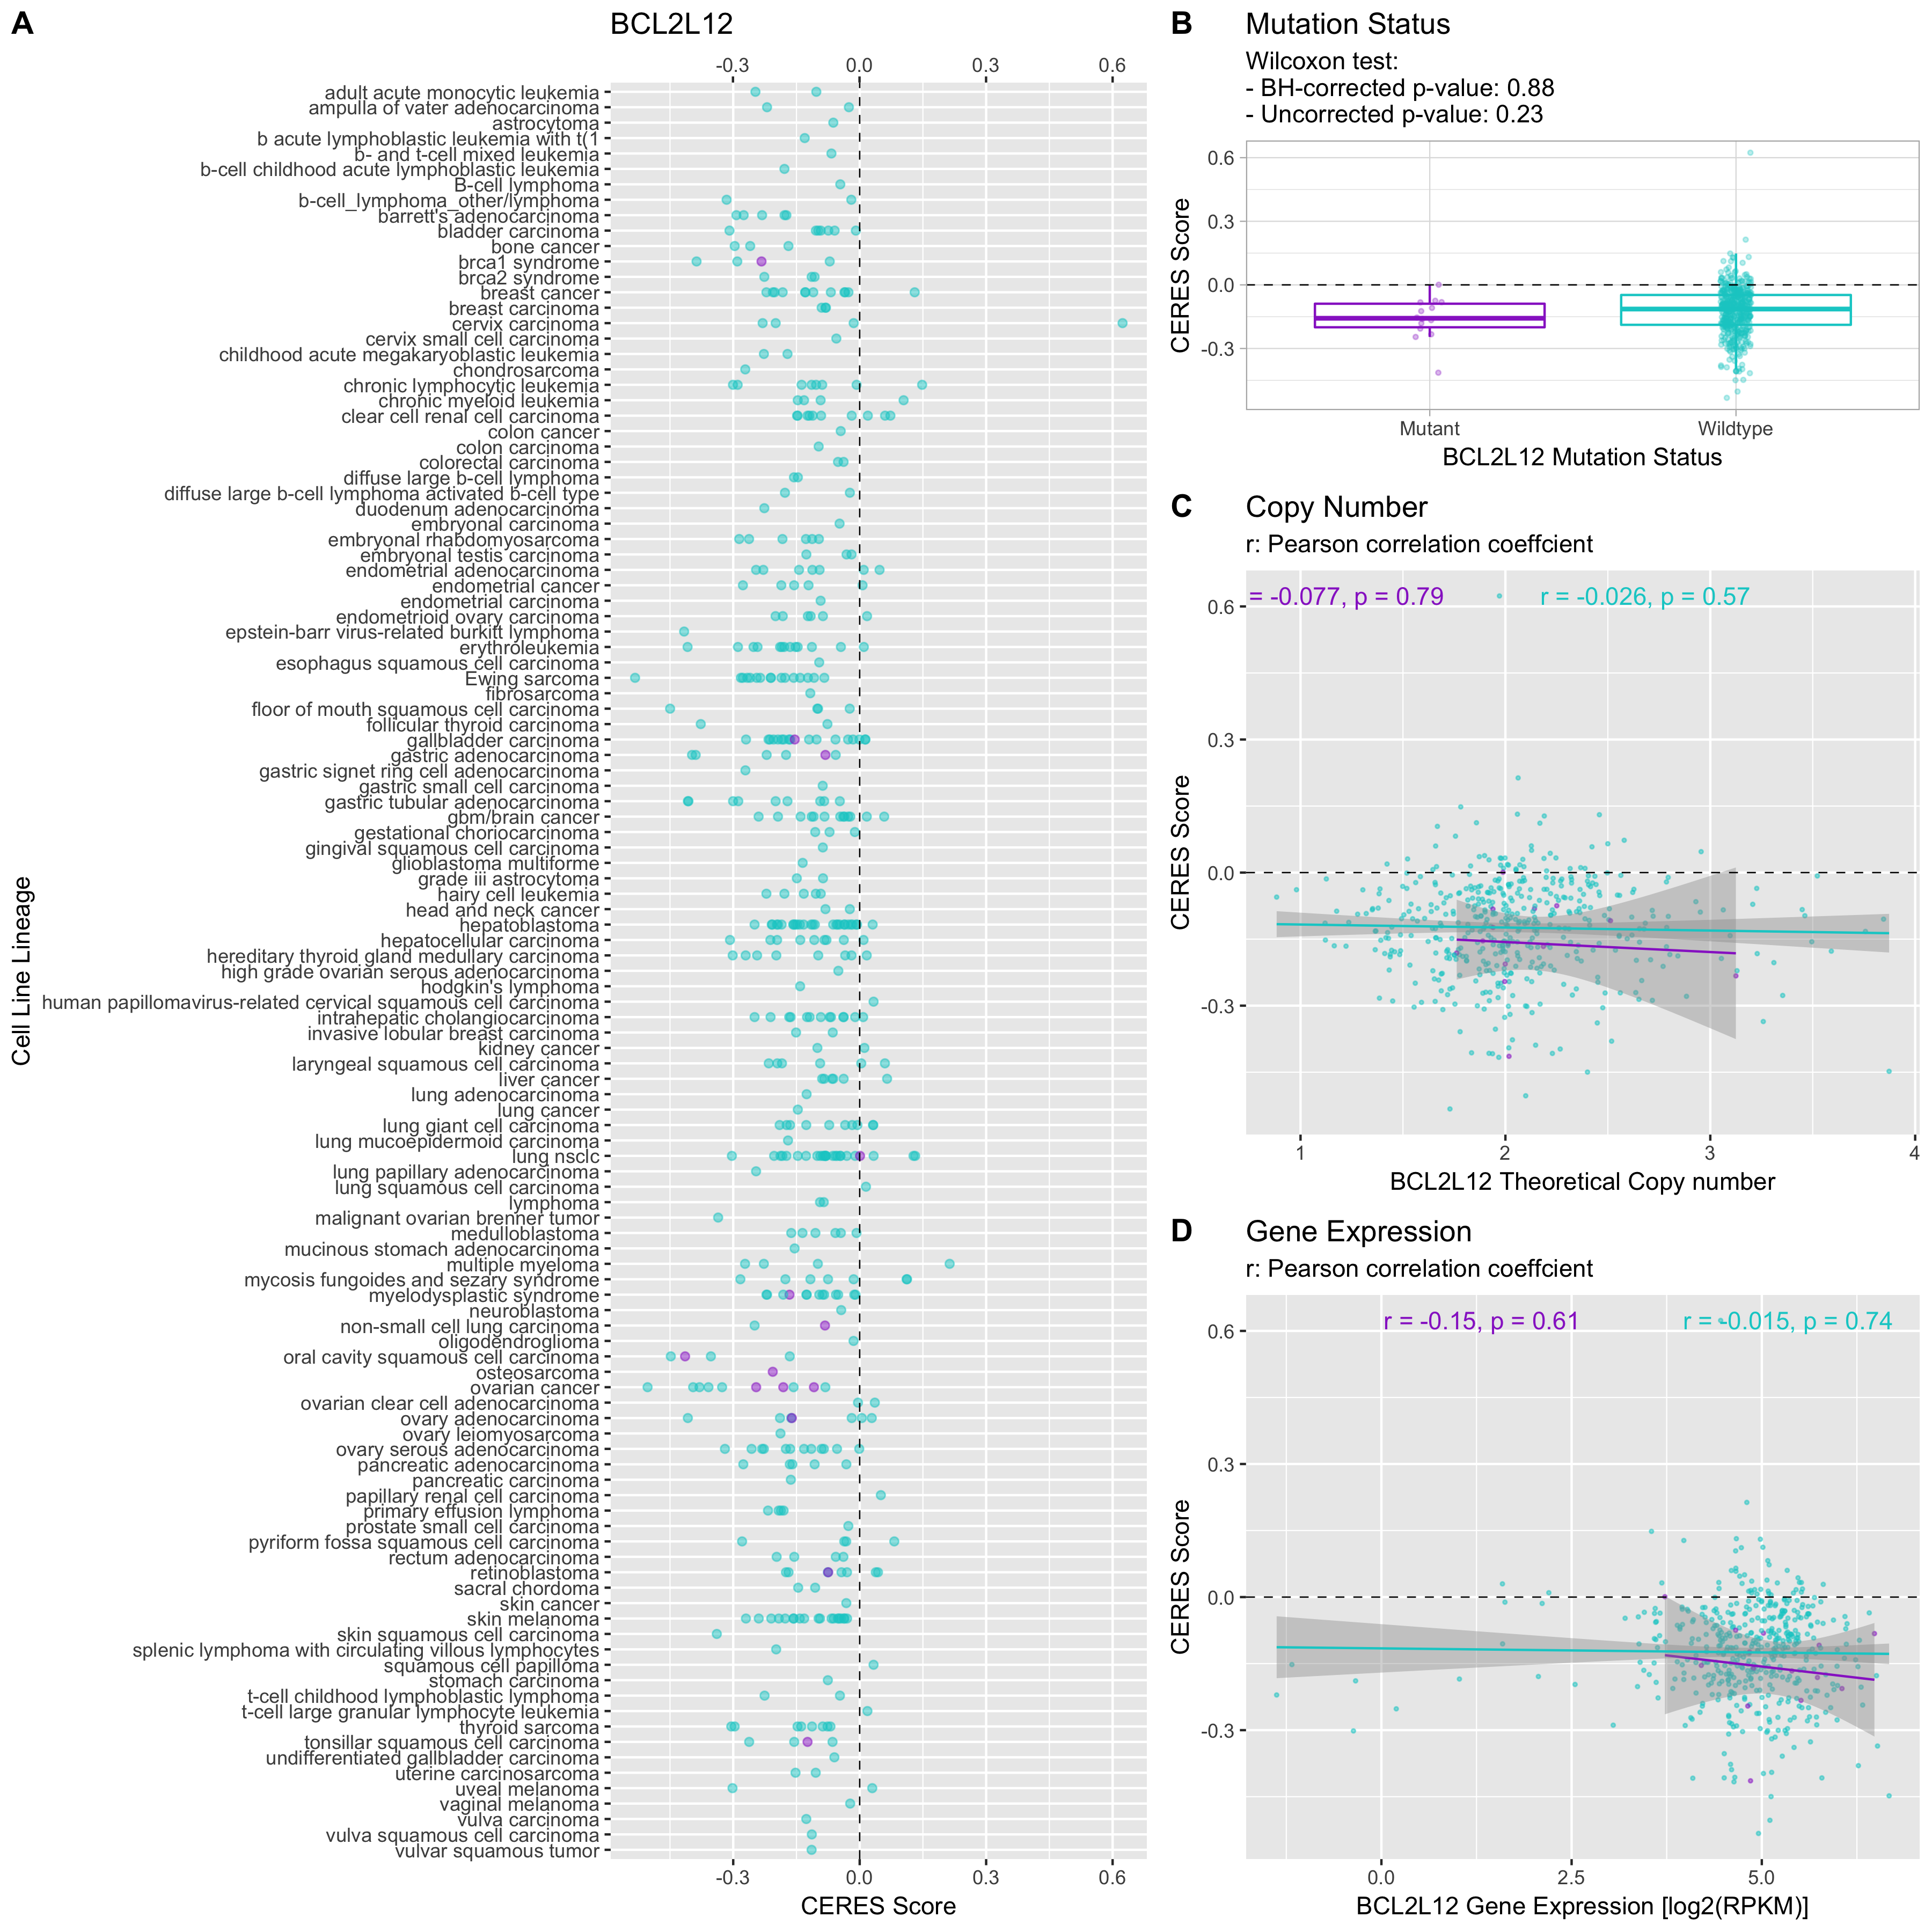 A
BCL2L12
-0.3 0.0 0.3 0.6
adult acute monocytic leukemia
ampulla of vater adenocarcinoma
astrocytoma
b acute lymphoblastic leukemia with t(1
b- and t-cell mixed leukemia
b-cell childhood acute lymphoblastic leukemia
B-cell lymphoma
b-cell_lymphoma_other/lymphoma
barrett's adenocarcinoma
bladder carcinoma
bone cancer
brca1 syndrome
brca2 syndrome
breast cancer
breast carcinoma
cervix carcinoma
cervix small cell carcinoma
childhood acute megakaryoblastic leukemia
chondrosarcoma
chronic lymphocytic leukemia
chronic myeloid leukemia
clear cell renal cell carcinoma
colon cancer
colon carcinoma
colorectal carcinoma
diffuse large b-cell lymphoma
diffuse large b-cell lymphoma activated b-cell type
duodenum adenocarcinoma
embryonal carcinoma
embryonal rhabdomyosarcoma
embryonal testis carcinoma
endometrial adenocarcinoma
endometrial cancer
endometrial carcinoma
endometrioid ovary carcinoma
epstein-barr virus-related burkitt lymphoma
erythroleukemia
esophagus squamous cell carcinoma
Ewing sarcoma
fibrosarcoma
floor of mouth squamous cell carcinoma
follicular thyroid carcinoma
gallbladder carcinoma
gastric adenocarcinoma
gastric signet ring cell adenocarcinoma
gastric small cell carcinoma
gastric tubular adenocarcinoma
gbm/brain cancer
gestational choriocarcinoma
gingival squamous cell carcinoma
glioblastoma multiforme
grade iii astrocytoma
hairy cell leukemia
head and neck cancer
hepatoblastoma
hepatocellular carcinoma
hereditary thyroid gland medullary carcinoma
high grade ovarian serous adenocarcinoma
hodgkin's lymphoma
human papillomavirus-related cervical squamous cell carcinoma
intrahepatic cholangiocarcinoma
invasive lobular breast carcinoma
kidney cancer
laryngeal squamous cell carcinoma
liver cancer
lung adenocarcinoma
lung cancer
lung giant cell carcinoma
lung mucoepidermoid carcinoma
lung nsclc
lung papillary adenocarcinoma
lung squamous cell carcinoma
lymphoma
malignant ovarian brenner tumor
medulloblastoma
mucinous stomach adenocarcinoma
multiple myeloma
mycosis fungoides and sezary syndrome
myelodysplastic syndrome
neuroblastoma
non-small cell lung carcinoma
oligodendroglioma
oral cavity squamous cell carcinoma
osteosarcoma
ovarian cancer
ovarian clear cell adenocarcinoma
ovary adenocarcinoma
ovary leiomyosarcoma
ovary serous adenocarcinoma
pancreatic adenocarcinoma
pancreatic carcinoma
papillary renal cell carcinoma
primary effusion lymphoma
prostate small cell carcinoma
pyriform fossa squamous cell carcinoma
rectum adenocarcinoma
retinoblastoma
sacral chordoma
skin cancer
skin melanoma
skin squamous cell carcinoma
splenic lymphoma with circulating villous lymphocytes
squamous cell papilloma
stomach carcinoma
t-cell childhood lymphoblastic lymphoma
t-cell large granular lymphocyte leukemia
thyroid sarcoma
tonsillar squamous cell carcinoma
undifferentiated gallbladder carcinoma
uterine carcinosarcoma
uveal melanoma
vaginal melanoma
vulva carcinoma
vulva squamous cell carcinoma
vulvar squamous tumor
-0.3 0.0 0.3 0.6
CERES Score
Cell Line Lineage
B
Mutation Status
Wilcoxon test:
- BH-corrected p-value: 0.88
- Uncorrected p-value: 0.23
0.6
0.3
0.0
-0.3
CERES Score
Mutant Wildtype
BCL2L12 Mutation Status
C
Copy Number
r: Pearson correlation coeffcient
= -0.077, p = 0.79 r = -0.026, p = 0.57
0.6
0.3
0.0
-0.3
CERES Score
1 2 3 4
BCL2L12 Theoretical Copy number
D
Gene Expression
r: Pearson correlation coeffcient
r = -0.15, p = 0.61 r = -0.015, p = 0.74
0.6
0.3
0.0
-0.3
CERES Score
0.0 2.5 5.0
BCL2L12 Gene Expression [log2(RPKM)]